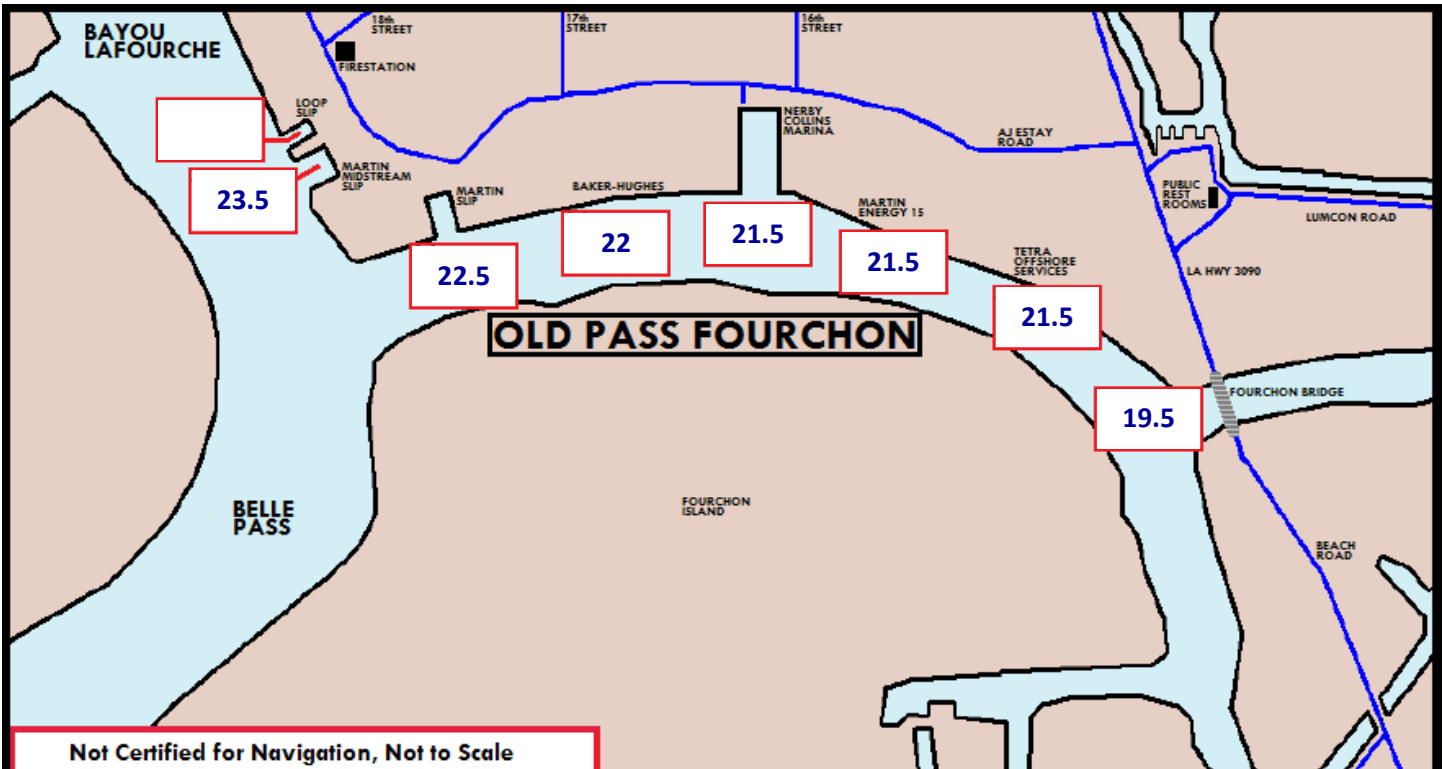 BAYOU
LAFOURCHE
18th
STREET
17th
STREET
16th
STREET
FIRESTATION
LOOP
SLIP
NERBY
COLLINS
MARINA
AJ ESTAY
ROAD
MARTIN
MIDSTREAM
SLIP
23.5
MARTIN
SLIP
BAKER-HUGHES
MARTIN
ENERGY 15
PUBLIC
REST
ROOMS
LUMCON ROAD
22.5
22
21.5
21.5
TETRA
OFFSHORE
SERVICES
LA HWY 3090
21.5
OLD PASS FOURCHON
19.5
FOURCHON BRIDGE
BELLE
PASS
FOURCHON
ISLAND
BEACH
ROAD
Not Certified for Navigation, Not to Scale